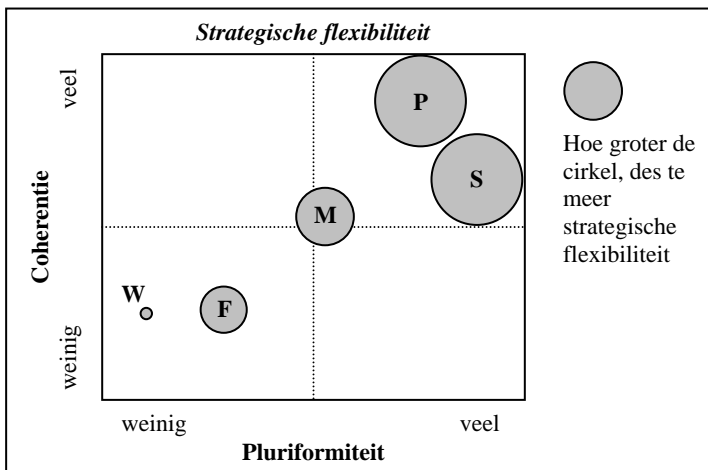 Strategische flexibiliteit
veel
Coherentie
weinig
P
S
M
W
F
weinig
veel
Pluriformiteit
Hoe groter de
cirkel, des te
meer
strategische
flexibiliteit